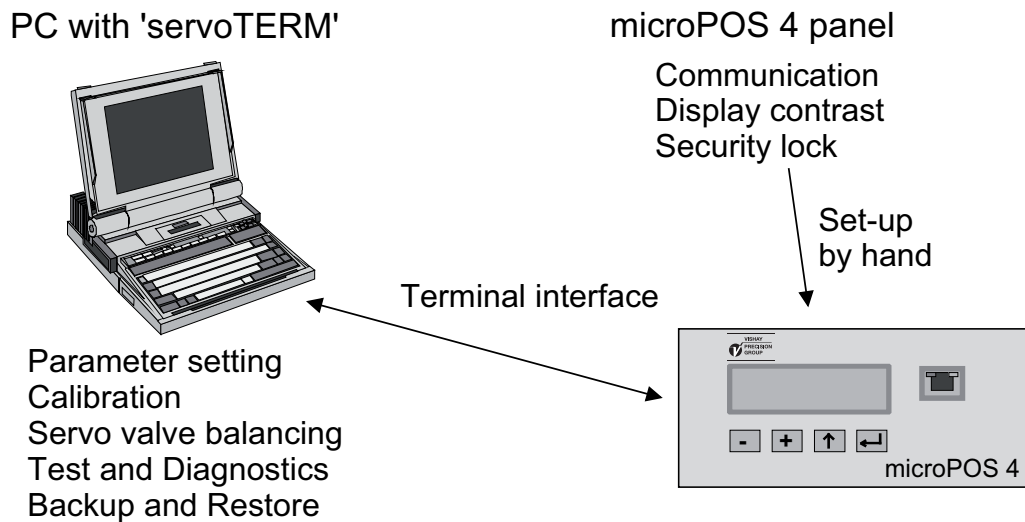 PC with 'servoTERM'
microPOS 4 panel
Communication
Display contrast
Security lock
Set-up
by hand
Terminal interface
Parameter setting
Calibration
Servo valve balancing
Test and Diagnostics
Backup and Restore
VISHAY
PRECISION
GROUP
- + ↑ ↵
microPOS 4